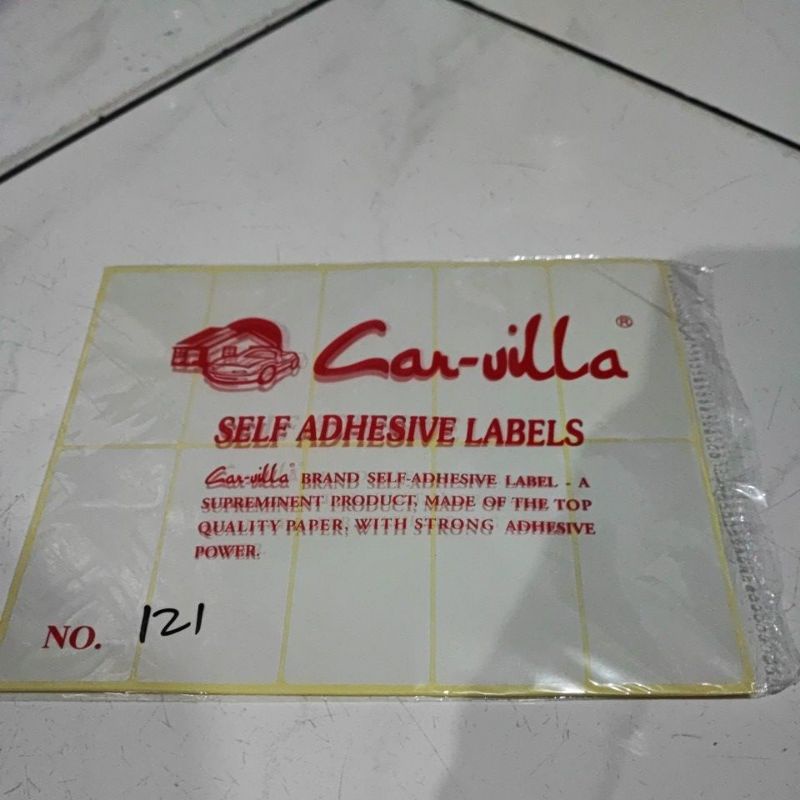 Car-villa ®
SELF ADHESIVE LABELS
Car-villa® BRAND SELF-ADHESIVE LABEL - A
SUPREMINENT PRODUCT, MADE OF THE TOP
QUALITY PAPER, WITH STRONG ADHESIVE
POWER.
NO. 121